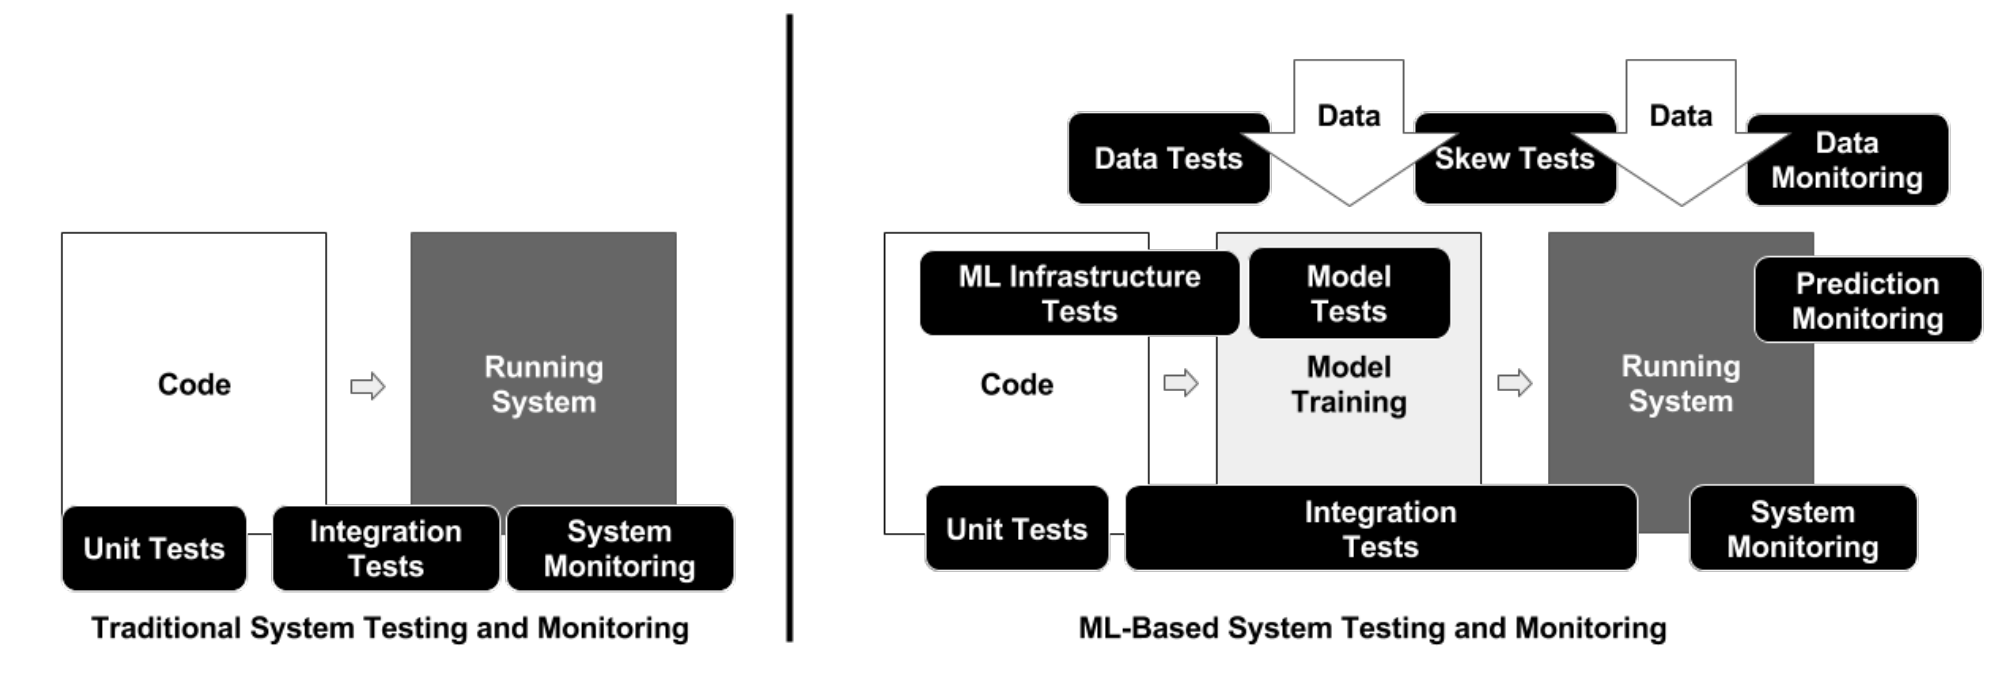 Code
Running
System
Unit Tests
Integration
Tests
System
Monitoring
Traditional System Testing and Monitoring
Data
Data
Data Tests
Skew Tests
Data
Monitoring
ML Infrastructure
Tests
Model
Tests
Prediction
Monitoring
Code
Model
Training
Running
System
Unit Tests
Integration
Tests
System
Monitoring
ML-Based System Testing and Monitoring